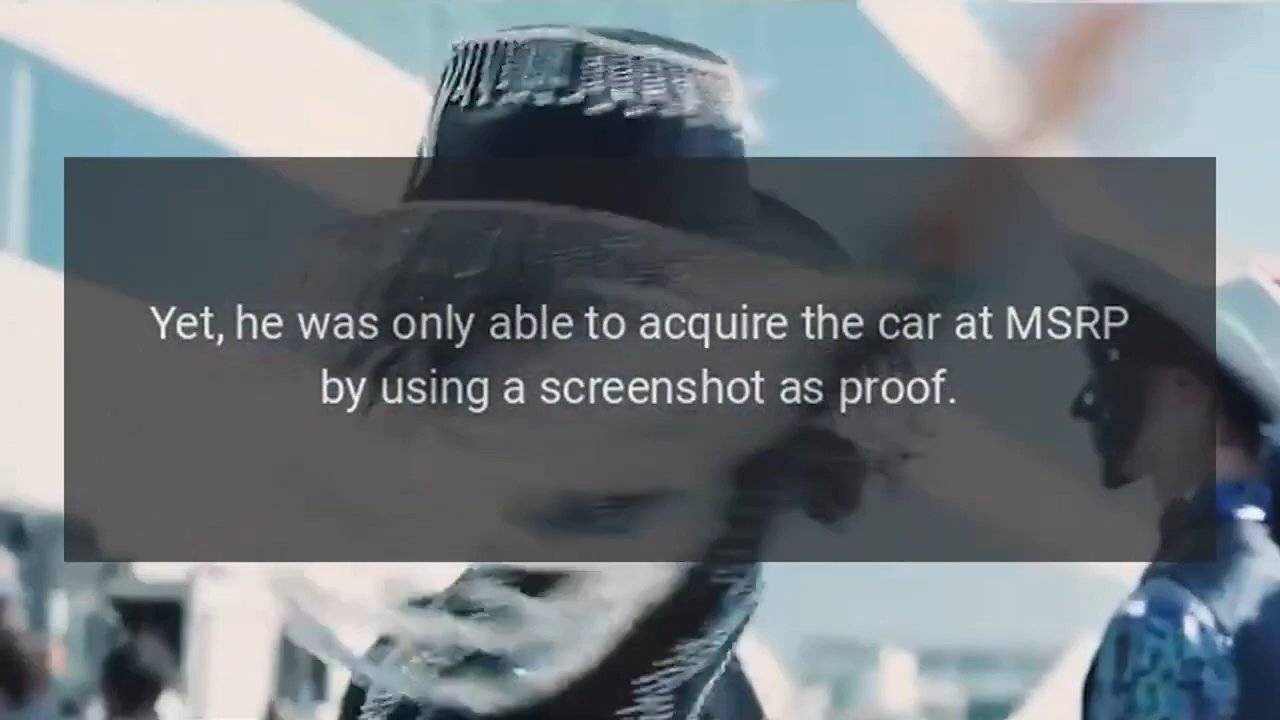 Yet, he was only able to acquire the car at MSRP
by using a screenshot as proof.